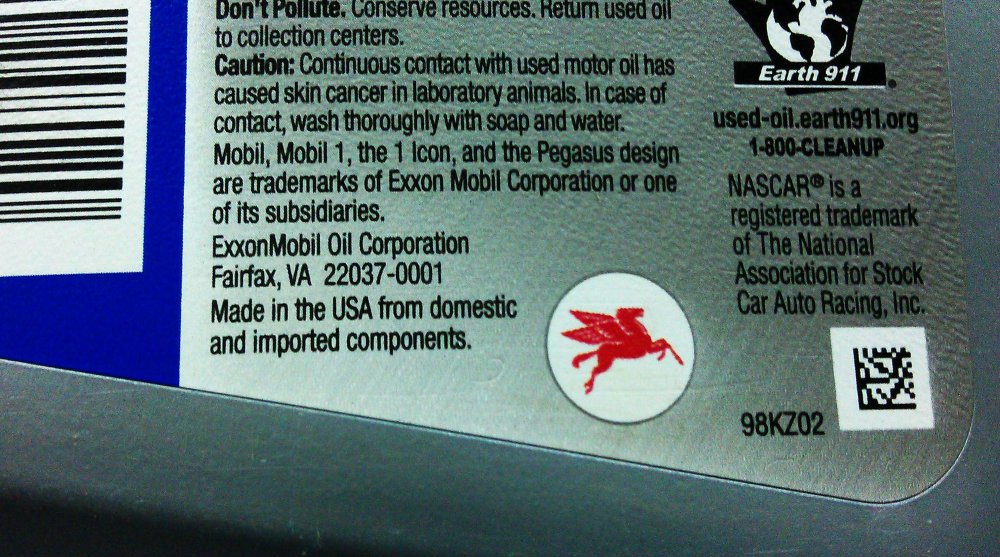 Don't Pollute. Conserve resources. Return used oil
to collection centers.
Caution: Continuous contact with used motor oil has
caused skin cancer in laboratory animals. In case of
contact, wash thoroughly with soap and water.
Mobil, Mobil 1, the 1 Icon, and the Pegasus design
are trademarks of Exxon Mobil Corporation or one
of its subsidiaries.
ExxonMobil Oil Corporation
Fairfax, VA 22037-0001
Made in the USA from domestic
and imported components.
Earth 911®
used-oil.earth911.org
1-800-CLEANUP
NASCAR® is a
registered trademark
of The National
Association for Stock
Car Auto Racing, Inc.
98KZ02